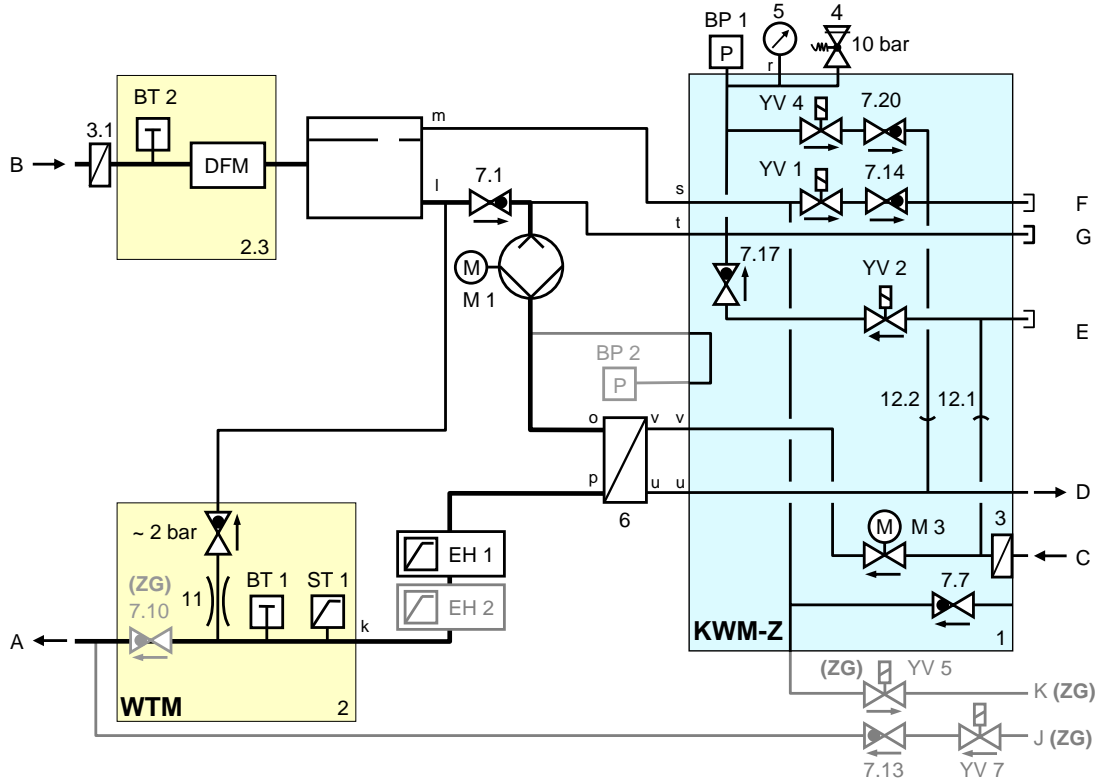 BP 1
5
4
P
r
10 bar
BT 2
3.1
YV 4
7.20
m
B
DFM
7.1
YV 1
7.14
l
s
F
t
G
2.3
M
M 1
7.17
YV 2
E
BP 2
P
12.2
12.1
o
v
v
p
u
u
D
6
~ 2 bar
M
M 3
3
C
EH 1
(ZG)
7.10
11
BT 1
ST 1
EH 2
7.7
k
A
KWM-Z
1
WTM
2
(ZG)
YV 5
K (ZG)
J (ZG)
7.13
YV 7